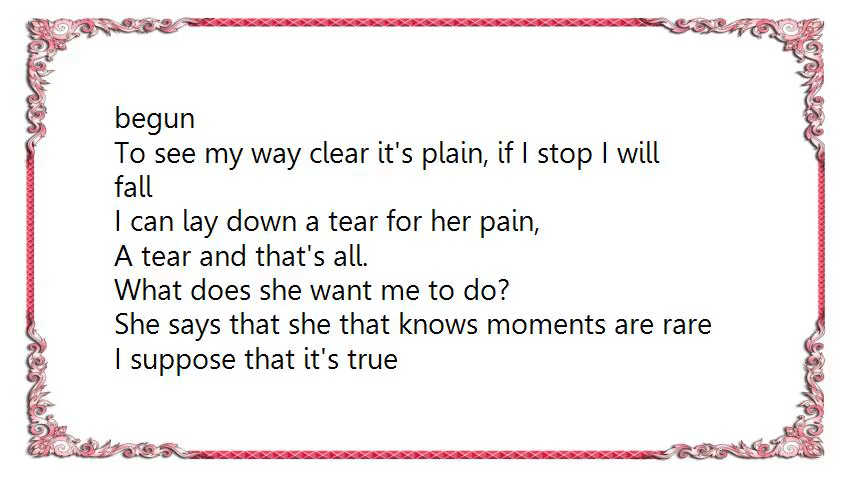 begun
To see my way clear it's plain, if I stop I will
fall
I can lay down a tear for her pain,
A tear and that's all.
What does she want me to do?
She says that she that knows moments are rare
I suppose that it's true